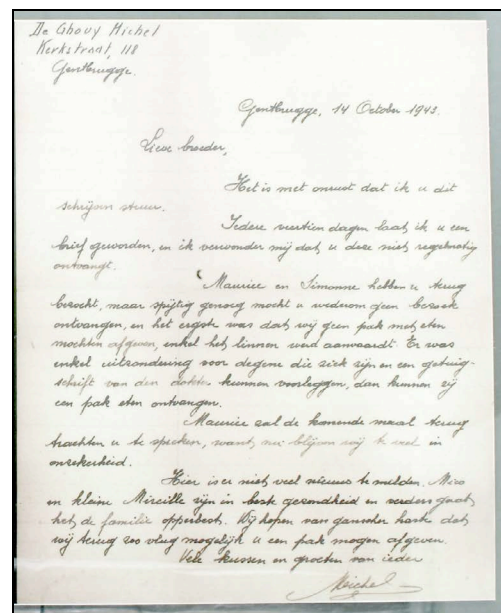 De Ghouy Michel
Kerkstraat, 118
Gentbrugge.
Gentbrugge, 14 October 1943.
Lieve broeder,
Het is met onrust dat ik u dit
schrijven stuur.
Iedere veertien dagen laat ik u een
brief geworden, en ik verwonder mij dat u deze niet regelmatig
ontvangt.
Maurice en Simonne hebben u terug
bezocht, maar spijtig genoeg mocht u wederom geen bezoek
ontvangen, en het ergste was dat wij geen pak met eten
mochten afgeven, enkel het linnen werd aanvaardt. Er was
enkel uitzondering voor degene die ziek zijn en een getuig-
schrift van den dokter kunnen voorleggen, dan kunnen zij
een pak eten ontvangen.
Maurice zal de komende maal terug
trachten u te spreken, want nu blijven wij te veel in
onzekerheid.
Hier is er niet veel nieuws te melden.
en kleine Mireille zijn in beste gezondheid en verders gaat
het de familie opperbest. Wij hopen van ganscher harte dat
wij terug zoo vlug mogelijk u een pak mogen afgeven.
Vele kussen en groeten van ieder
Michel